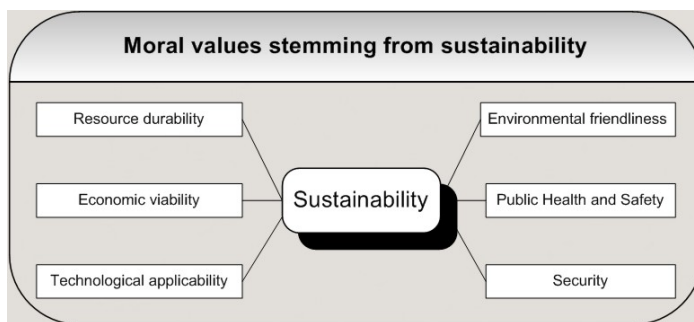 Moral values stemming from sustainability
Resource durability
Environmental friendliness
Economic viability
Sustainability
Public Health and Safety
Technological applicability
Security